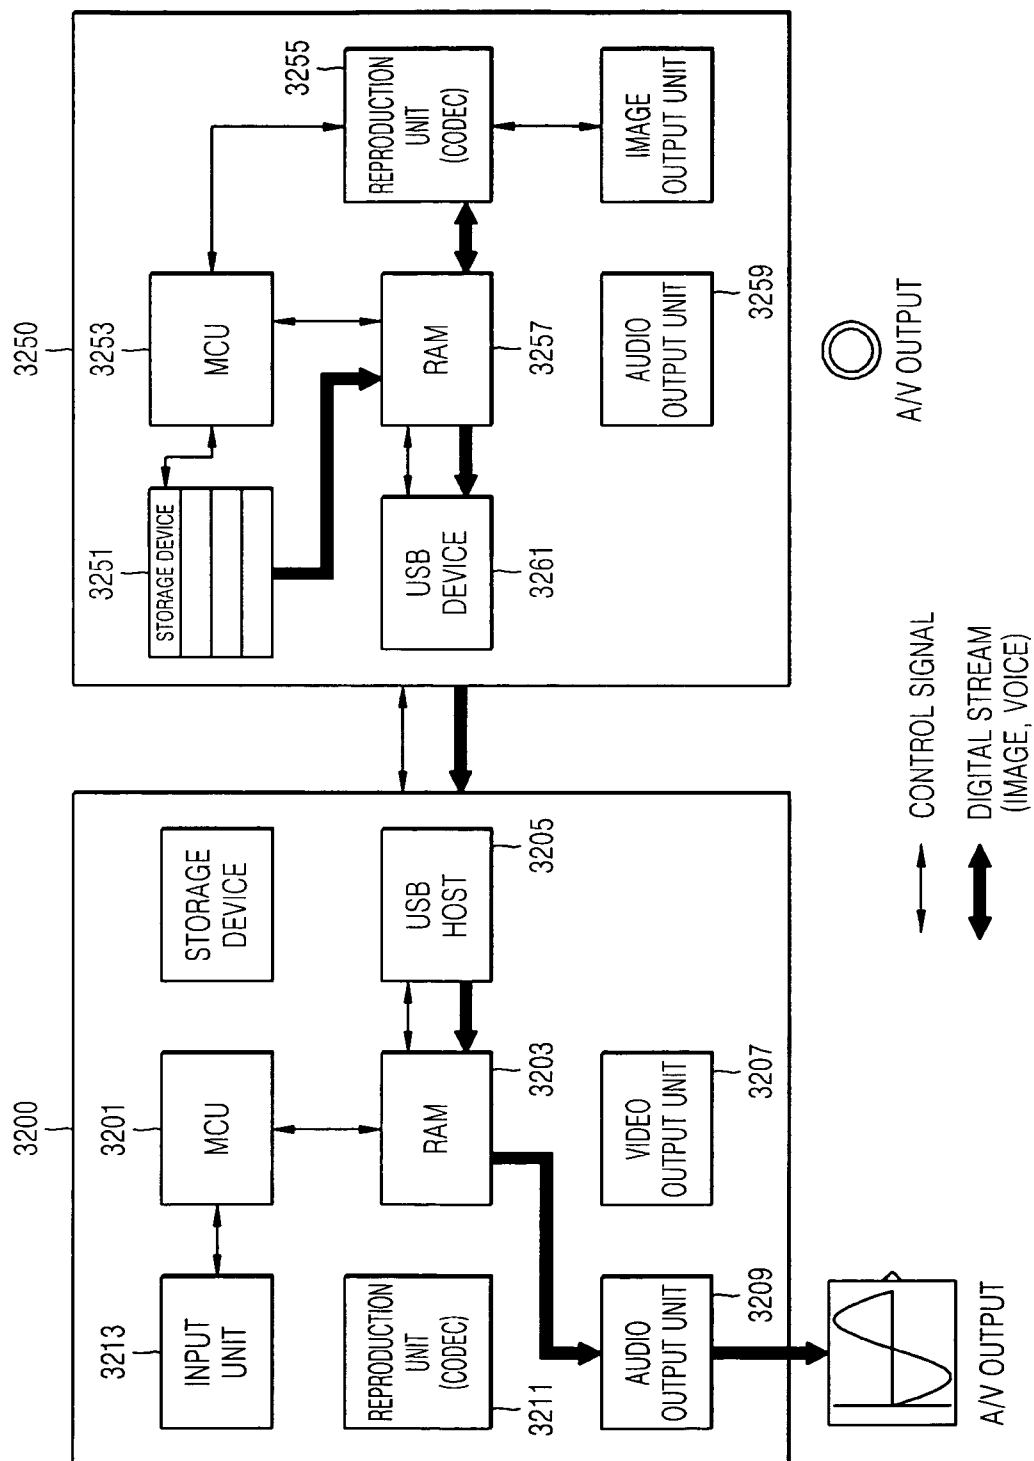 3200
3213
INPUT
UNIT
3201
MCU
STORAGE
DEVICE
REPRODUCTION
UNIT
(CODEC)
3211
RAM
3203
USB
HOST
3205
AUDIO
OUTPUT UNIT
3209
VIDEO
OUTPUT UNIT
3207
A/V OUTPUT
3250
3251
STORAGE DEVICE
3253
MCU
3255
REPRODUCTION
UNIT
(CODEC)
USB
DEVICE
3261
RAM
3257
AUDIO
OUTPUT UNIT
3259
IMAGE
OUTPUT UNIT
A/V OUTPUT
CONTROL SIGNAL
DIGITAL STREAM
(IMAGE, VOICE)